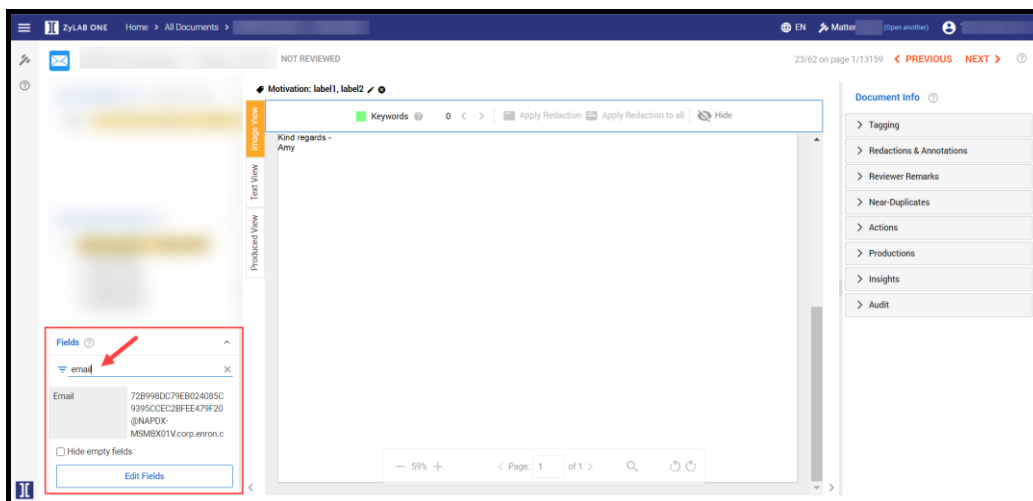 ZyLAB ONE Home > All Documents >
EN Matter (Open another)
NOT REVIEWED
23/62 on page 1/13159 < PREVIOUS NEXT >
Motivation: label1, label2
Keywords 0 < > Apply Redaction Apply Redaction to all Hide
Image View
Text View
Produced View
Kind regards -
Amy
Document Info
> Tagging
> Redactions & Annotations
> Reviewer Remarks
> Near-Duplicates
> Actions
> Productions
> Insights
> Audit
Fields
email
Email 72B998DC79EB024085C
9395CCEC2BFEE479F20
@NAPDX-
MSMBX01V.corp.enron.c
Hide empty fields
Edit Fields
59% + < Page: 1 of 1 >